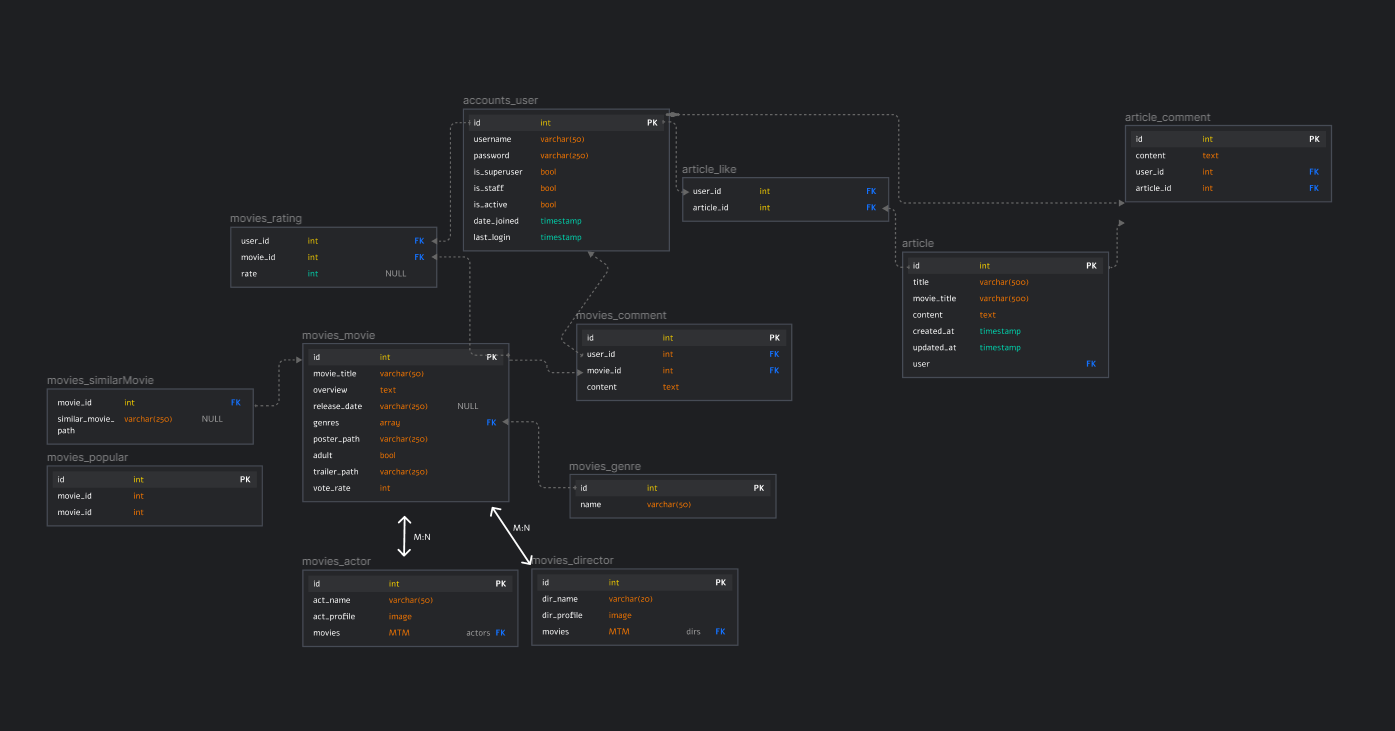 accounts_user
id int PK
username varchar(50)
password varchar(250)
is_superuser bool
is_staff bool
is_active bool
date_joined timestamp
last_login timestamp
article_comment
id int PK
content text
user_id int FK
article_id int FK
article_like
user_id int FK
article_id int FK
movies_rating
user_id int FK
movie_id int FK
rate int NULL
article
id int PK
title varchar(500)
movie_title varchar(500)
content text
created_at timestamp
updated_at timestamp
user FK
movies_comment
id int PK
user_id int FK
movie_id int FK
content text
movies_movie
id int PK
movie_title varchar(50)
overview text
release_date varchar(250) NULL
genres array FK
poster_path varchar(250)
adult bool
trailer_path varchar(250)
vote_rate int
movies_similarMovie
movie_id int FK
similar_movie_ varchar(250) NULL
path
movies_popular
id int PK
movie_id int
movie_id int
movies_genre
id int PK
name varchar(50)
M:N
M:N
movies_actor
id int PK
act_name varchar(50)
act_profile image
movies MTM actors FK
movies_director
id int PK
dir_name varchar(20)
dir_profile image
movies MTM dirs FK